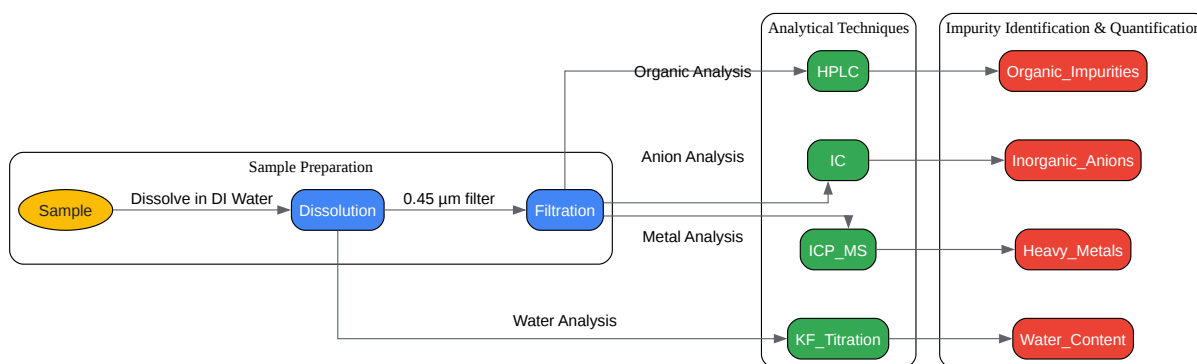 Analytical Techniques
Impurity Identification & Quantification
Organic Analysis
HPLC
Organic_Impurities
Sample Preparation
Anion Analysis
IC
Inorganic_Anions
Sample
Dissolve in DI Water
Dissolution
0.45 µm filter
Filtration
Metal Analysis
ICP_MS
Heavy_Metals
Water Analysis
KF_Titration
Water_Content